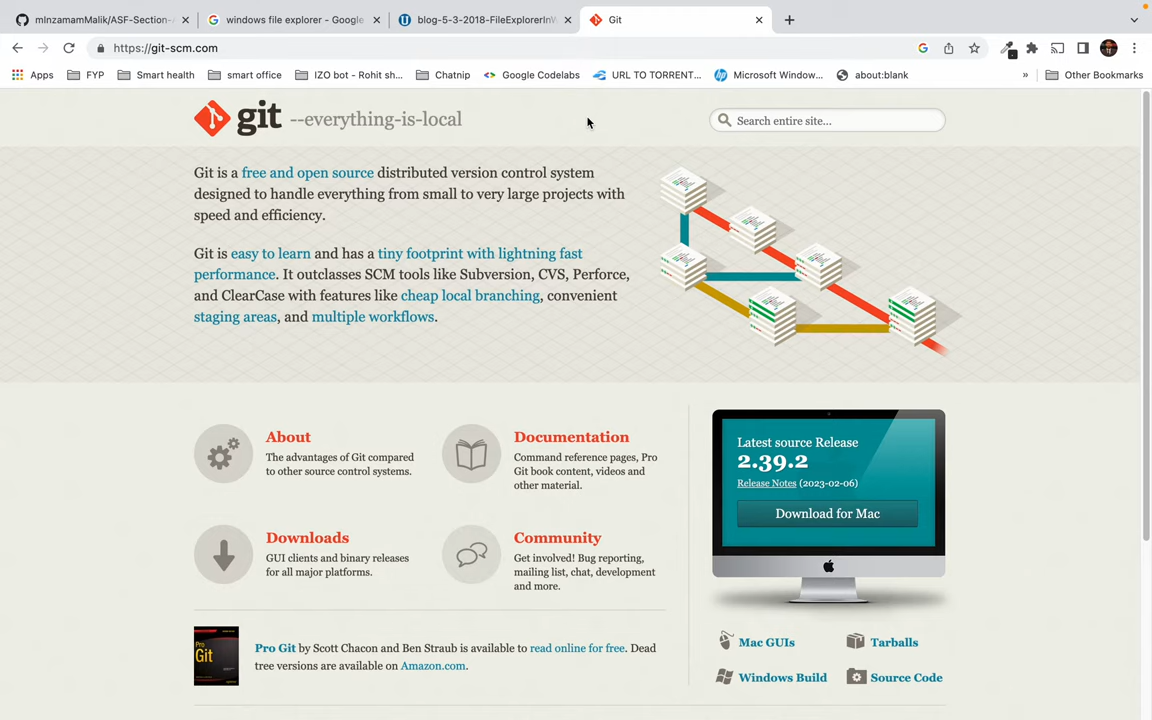 mInzamamMalik/ASF-Section-A
windows file explorer - Google
blog-5-3-2018-FileExplorerInW
Git
https://git-scm.com
Apps
FYP
Smart health
smart office
IZO bot - Rohit sh...
Chatnip
Google Codelabs
URL TO TORRENT...
Microsoft Window...
about:blank
»
Other Bookmarks
git --everything-is-local
Search entire site...
Git is a free and open source distributed version control system
designed to handle everything from small to very large projects with
speed and efficiency.
Git is easy to learn and has a tiny footprint with lightning fast
performance. It outclasses SCM tools like Subversion, CVS, Perforce,
and ClearCase with features like cheap local branching, convenient
staging areas, and multiple workflows.
About
The advantages of Git compared
to other source control systems.
Documentation
Command reference pages, Pro
Git book content, videos and
other material.
Downloads
GUI clients and binary releases
for all major platforms.
Community
Get involved! Bug reporting,
mailing list, chat, development
and more.
Latest source Release
2.39.2
Release Notes (2023-02-06)
Download for Mac
Mac GUIs
Tarballs
Windows Build
Source Code
Pro
Git
Pro Git by Scott Chacon and Ben Straub is available to read online for free. Dead
tree versions are available on Amazon.com.